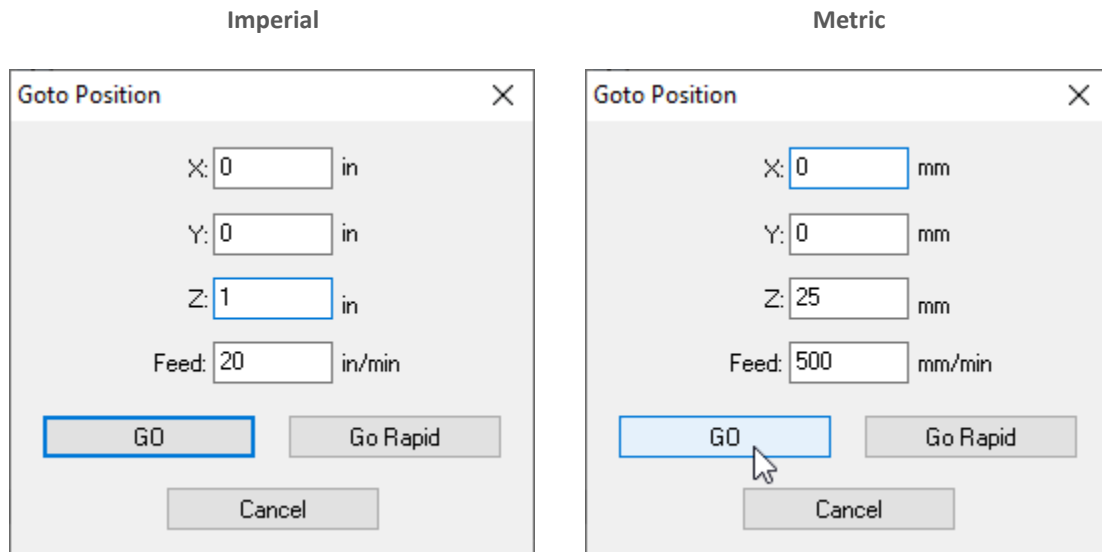 Imperial
Metric
Goto Position
X: 0 in
Y: 0 in
Z: 1 in
Feed: 20 in/min
GO
Go Rapid
Cancel
Goto Position
X: 0 mm
Y: 0 mm
Z: 25 mm
Feed: 500 mm/min
GO
Go Rapid
Cancel